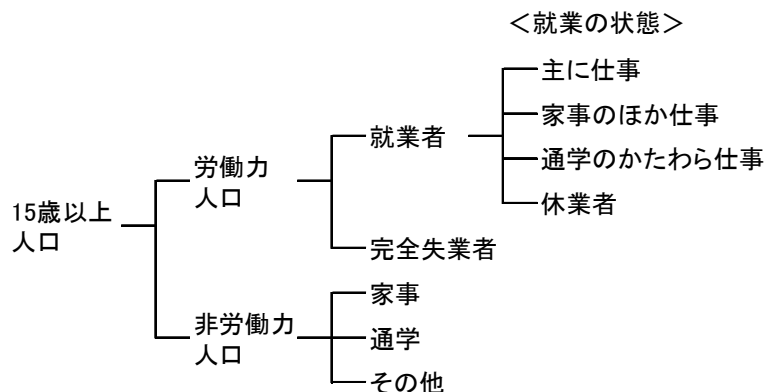 ＜就業の状態＞
主に仕事
家事のほか仕事
就業者
通学のかたわら仕事
労働力
人口
休業者
15歳以上
人口
完全失業者
家事
非労働力
人口
通学
その他